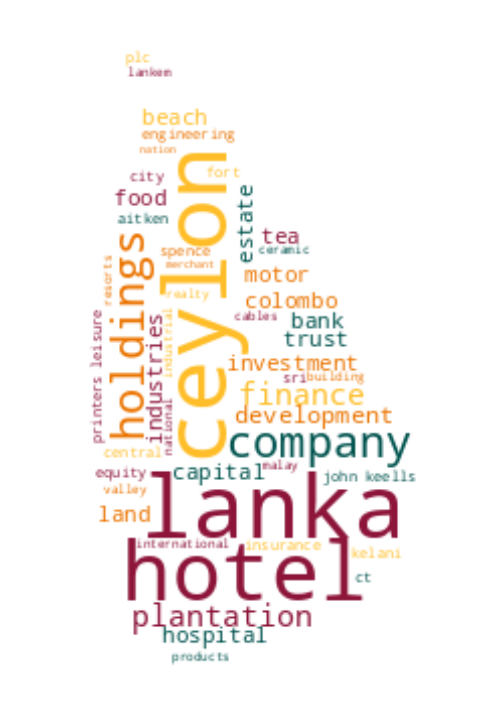 plc
lankem
beach
engineering
nation
fort
city
food
aitken
ceylon
estate
tea
ceramic
spence
merchant
holdings
resorts
motor
realty
colombo
cables
bank
trust
printers leisure
industries
industrial
national
investment
sri
building
finance
development
company
central
equity
capital
malay
john keells
valley
lanka
land
international
insurance
kelani
hotel
ct
plantation
hospital
products